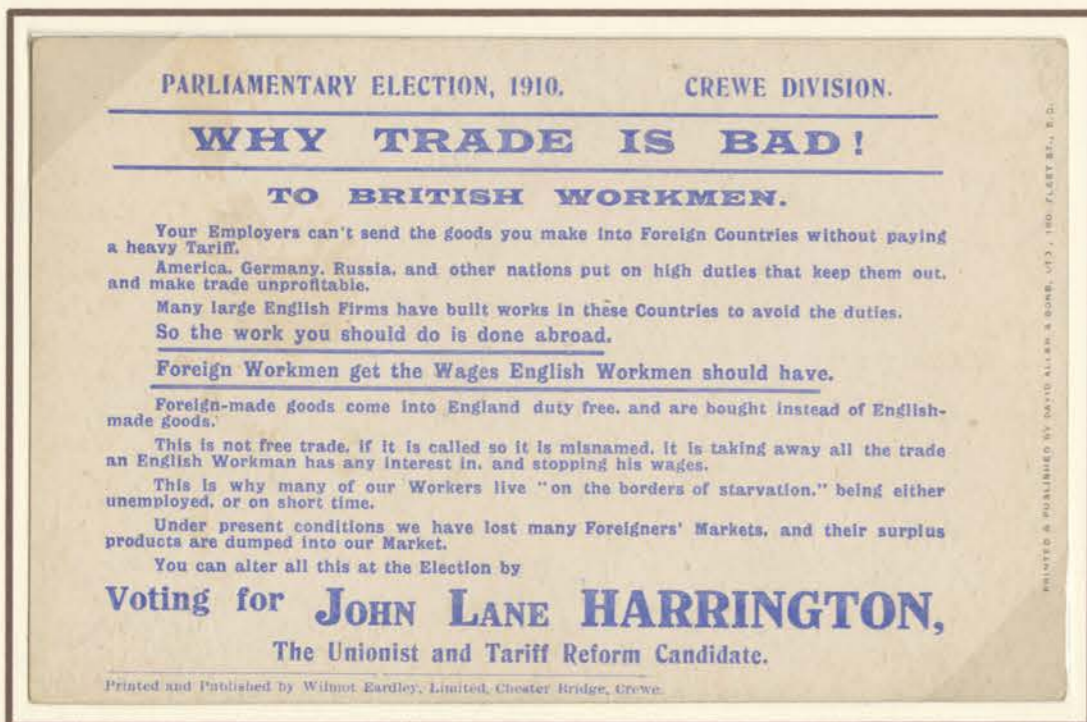 PARLIAMENTARY ELECTION, 1910. CREWE DIVISION.
WHY TRADE IS BAD!
TO BRITISH WORKMEN.
Your Employers can't send the goods you make into Foreign Countries without paying
a heavy Tariff.
America, Germany, Russia, and other nations put on high duties that keep them out,
and make trade unprofitable.
Many large English Firms have built works in these Countries to avoid the duties.
So the work you should do is done abroad.
Foreign Workmen get the Wages English Workmen should have.
Foreign-made goods come into England duty free, and are bought instead of English-
made goods.
This is not free trade, if it is called so it is misnamed, it is taking away all the trade
an English Workman has any interest in, and stopping his wages.
This is why many of our Workers live "on the borders of starvation," being either
unemployed, or on short time.
Under present conditions we have lost many Foreigners' Markets, and their surplus
products are dumped into our Market.
You can alter all this at the Election by
Voting for JOHN LANE HARRINGTON,
The Unionist and Tariff Reform Candidate.
Printed and Published by Wilmot Eardley, Limited, Chester Bridge, Crewe.
PRINTED & PUBLISHED BY DAVID ALLEN & SONS, LTD., 180, FLEET ST., E.C.